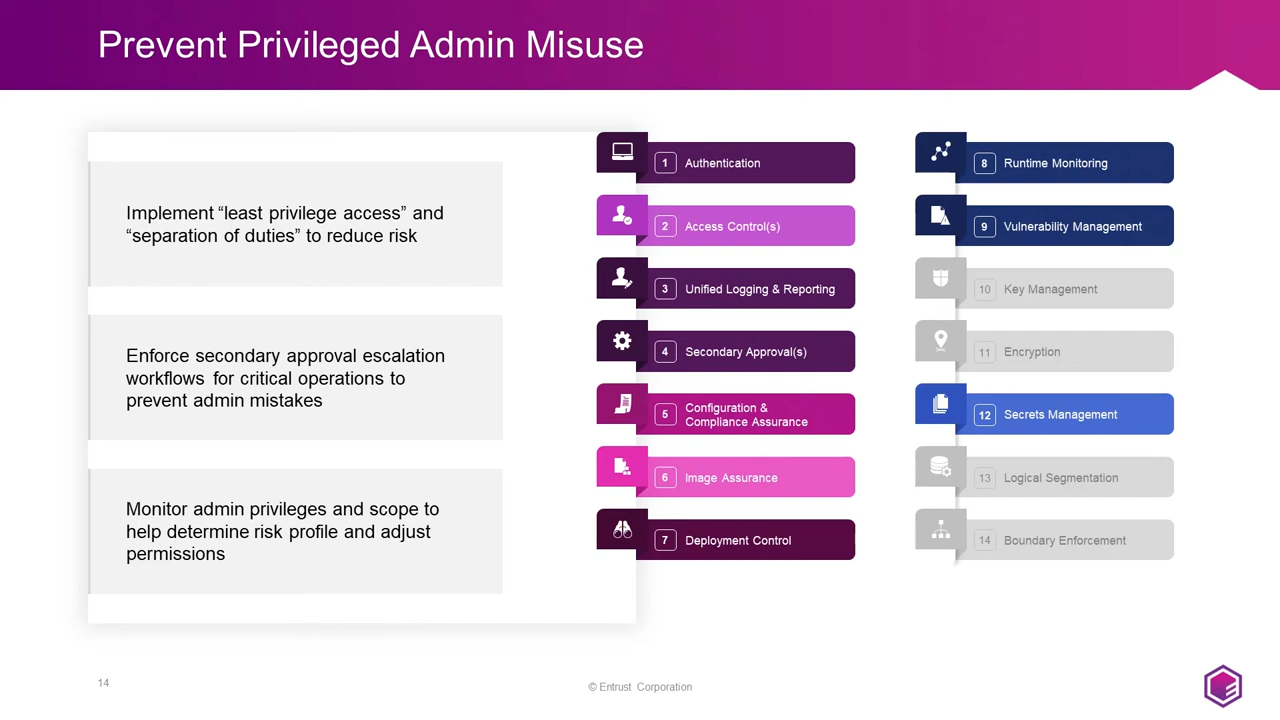 Prevent Privileged Admin Misuse
Implement “least privilege access” and
“separation of duties” to reduce risk
Enforce secondary approval escalation
workflows for critical operations to
prevent admin mistakes
Monitor admin privileges and scope to
help determine risk profile and adjust
permissions
1 Authentication
2 Access Control(s)
3 Unified Logging & Reporting
4 Secondary Approval(s)
5 Configuration &
Compliance Assurance
6 Image Assurance
7 Deployment Control
8 Runtime Monitoring
9 Vulnerability Management
10 Key Management
11 Encryption
12 Secrets Management
13 Logical Segmentation
14 Boundary Enforcement
14
© Entrust Corporation